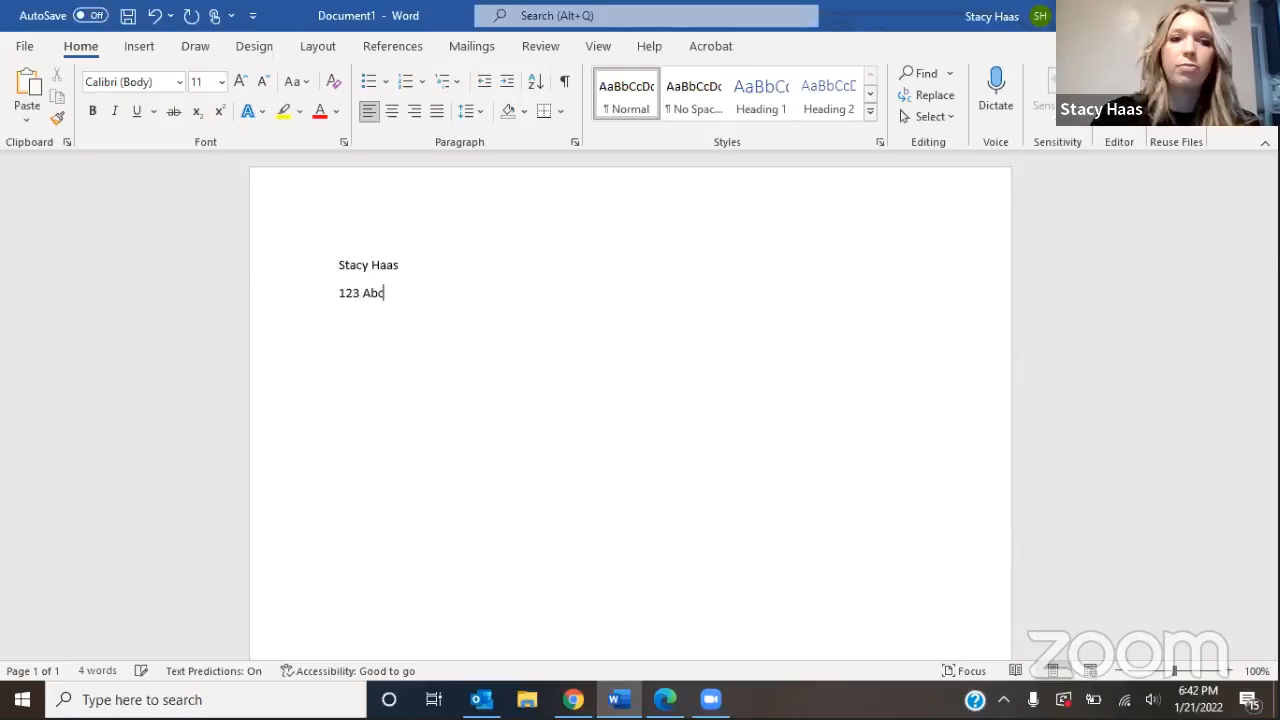 AutoSave Off Document1 - Word Search (Alt+Q) Stacy Haas SH
File Home Insert Draw Design Layout References Mailings Review View Help Acrobat
Stacy Haas
Paste
Calibri (Body) 11
Aa
AaBbCcDc AaBbCcDc AaBbCc AaBbCcD
¶ Normal ¶ No Spac... Heading 1 Heading 2
Find
Replace
Select
Dictate
Clipboard Font Paragraph Styles Editing Voice Sensitivity Editor Reuse Files
Stacy Haas
123 Abc
zoom
Page 1 of 1 4 words Text Predictions: On Accessibility: Good to go Focus 100%
Type here to search
6:42 PM
1/21/2022
15